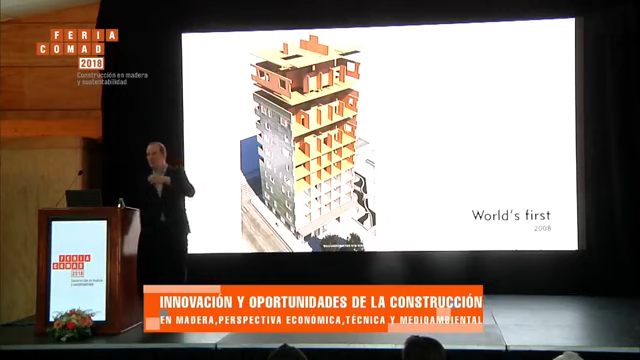 FERIA
COMAD
2018
Construcción en madera
y sustentabilidad
World's first
2008
FERIA
COMAD
2018
INNOVACIÓN Y OPORTUNIDADES DE LA CONSTRUCCIÓN
EN MADERA,PERSPECTIVA ECONÓMICA,TÉCNICA Y MEDIOAMBIENTAL